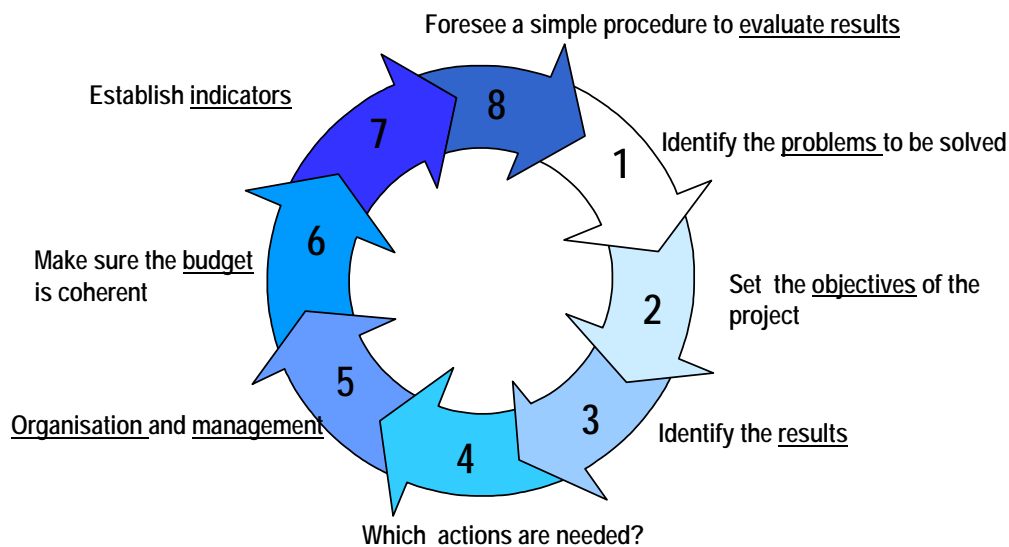 Foresee a simple procedure to evaluate results
8
1
Identify the problems to be solved
2
Set the objectives of the
project
3
Identify the results
4
Which actions are needed?
5
Organisation and management
6
Make sure the budget
is coherent
7
Establish indicators